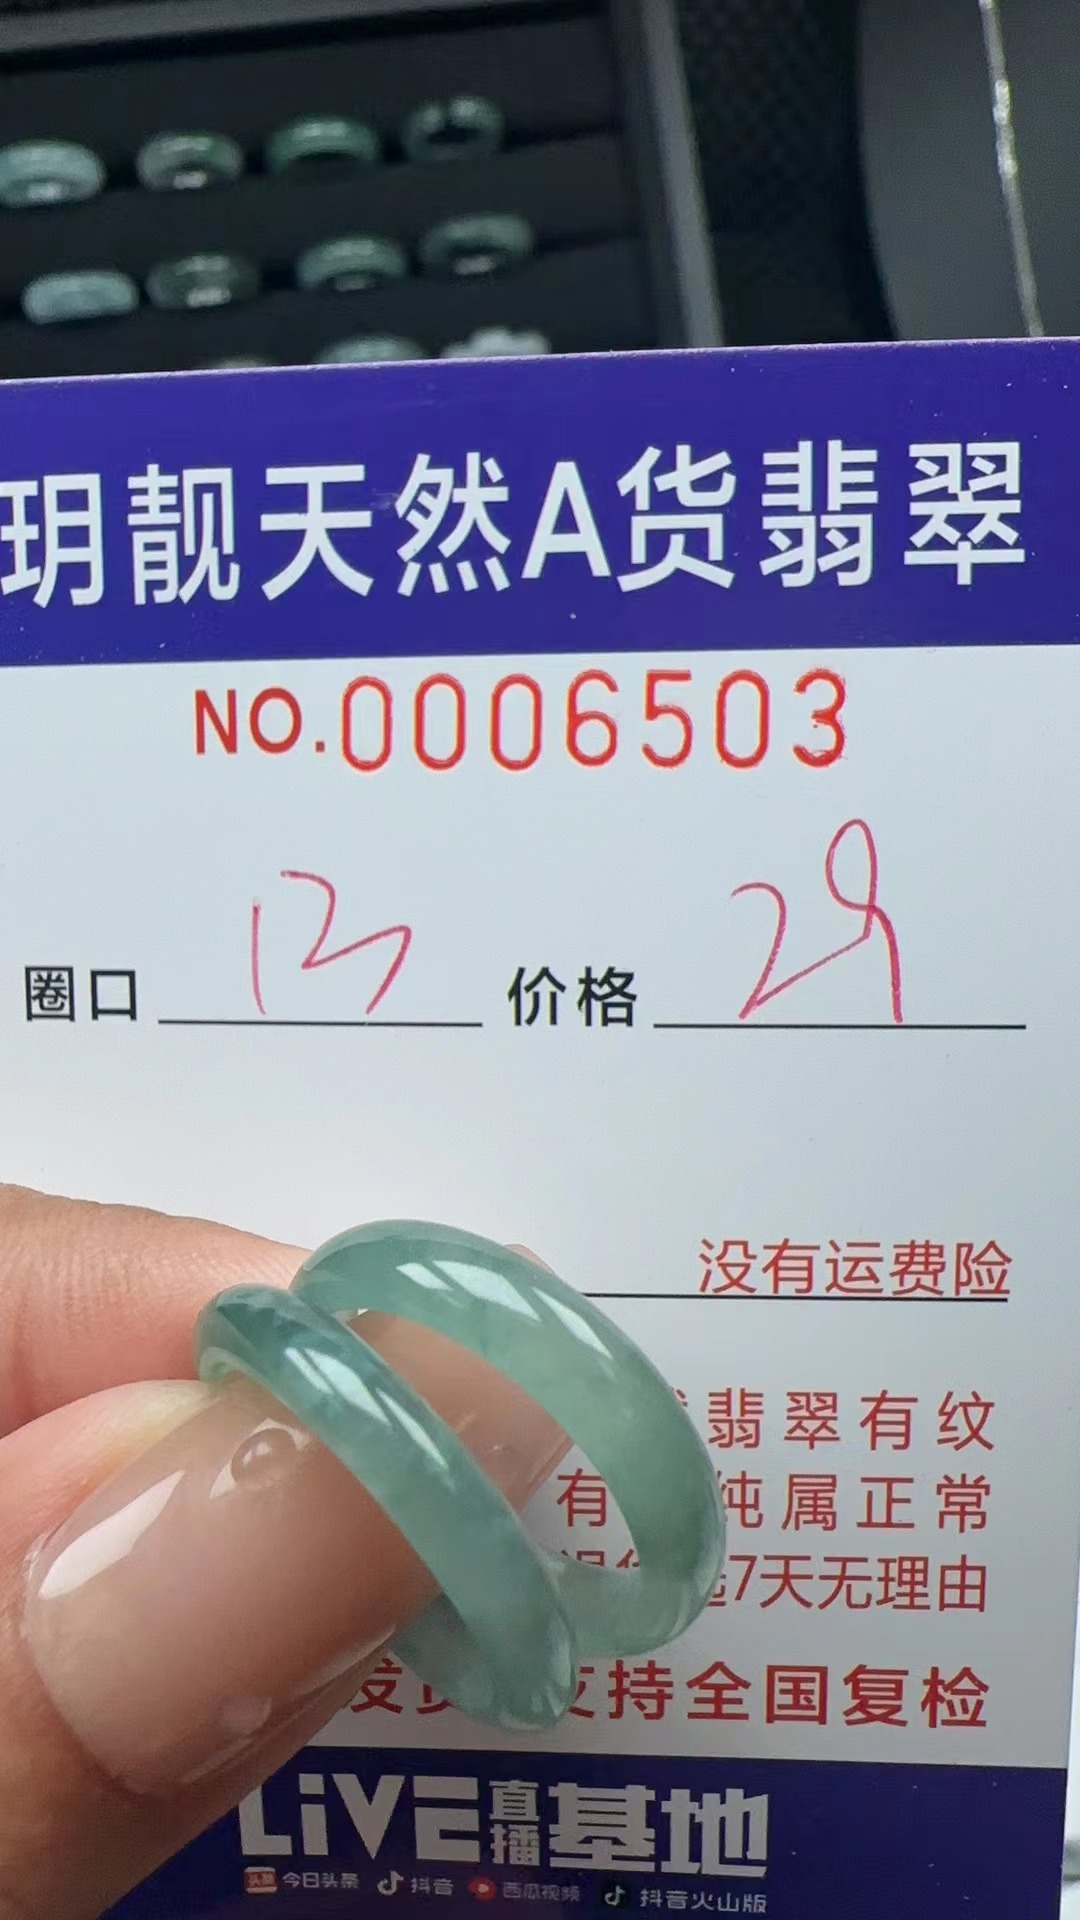 玥靓天然A货翡翠
NO.0006503
圈口 13 价格 29
没有运费险
翡翠有纹
有 纯属正常
7天无理由
支持全国复检
LiVE直播基地
头条 今日头条 抖音 西瓜视频 抖音火山版